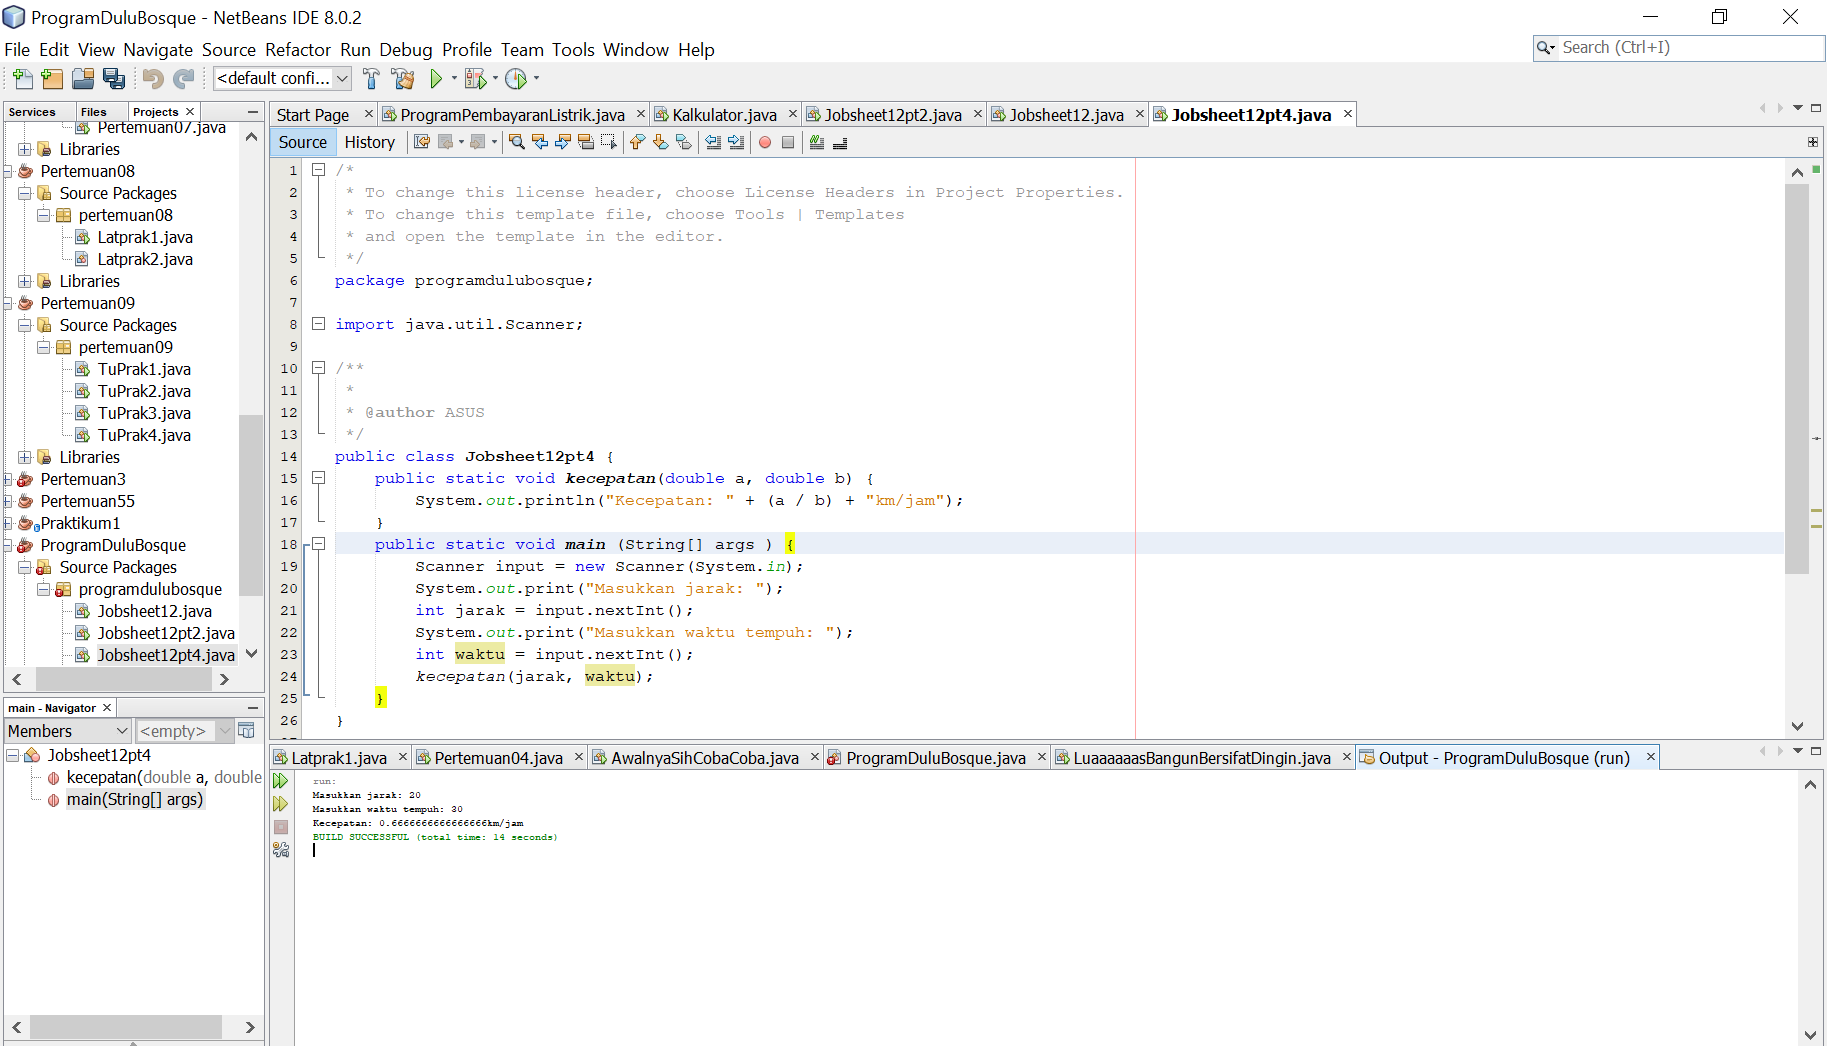 ProgramDuluBosque - NetBeans IDE 8.0.2
File Edit View Navigate Source Refactor Run Debug Profile Team Tools Window Help
Search (Ctrl+I)
<default confi...
Services Files Projects
Pertemuan07.java
Libraries
Pertemuan08
Source Packages
pertemuan08
Latprak1.java
Latprak2.java
Libraries
Pertemuan09
Source Packages
pertemuan09
TuPrak1.java
TuPrak2.java
TuPrak3.java
TuPrak4.java
Libraries
Pertemuan3
Pertemuan55
Praktikum1
ProgramDuluBosque
Source Packages
programdulubosque
Jobsheet12.java
Jobsheet12pt2.java
Jobsheet12pt4.java
main - Navigator
Members <empty>
Jobsheet12pt4
kecepatan(double a, double
main(String[] args)
Start Page ProgramPembayaranListrik.java Kalkulator.java Jobsheet12pt2.java Jobsheet12.java Jobsheet12pt4.java
Source History
1 /*
2 * To change this license header, choose License Headers in Project Properties.
3 * To change this template file, choose Tools | Templates
4 * and open the template in the editor.
5 */
6 package programdulubosque;
7
8 import java.util.Scanner;
9
10 /**
11 *
12 * @author ASUS
13 */
14 public class Jobsheet12pt4 {
15 public static void kecepatan(double a, double b) {
16 System.out.println("Kecepatan: " + (a / b) + "km/jam");
17 }
18 public static void main (String[] args ) {
19 Scanner input = new Scanner(System.in);
20 System.out.print("Masukkan jarak: ");
21 int jarak = input.nextInt();
22 System.out.print("Masukkan waktu tempuh: ");
23 int waktu = input.nextInt();
24 kecepatan(jarak, waktu);
25 }
26 }
Latprak1.java Pertemuan04.java AwalnyaSihCobaCoba.java ProgramDuluBosque.java LuaaaaaasBangunBersifatDingin.java Output - ProgramDuluBosque (run)
run:
Masukkan jarak: 20
Masukkan waktu tempuh: 30
Kecepatan: 0.6666666666666666km/jam
BUILD SUCCESSFUL (total time: 14 seconds)